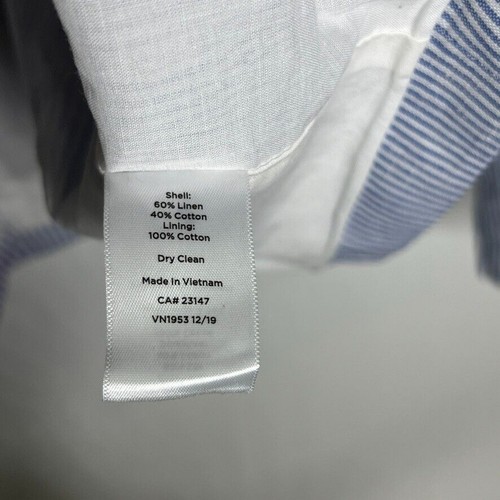 Shell:
60% Linen
40% Cotton
Lining:
100% Cotton
Dry Clean
Made In Vietnam
CA# 23147
VN1953 12/19